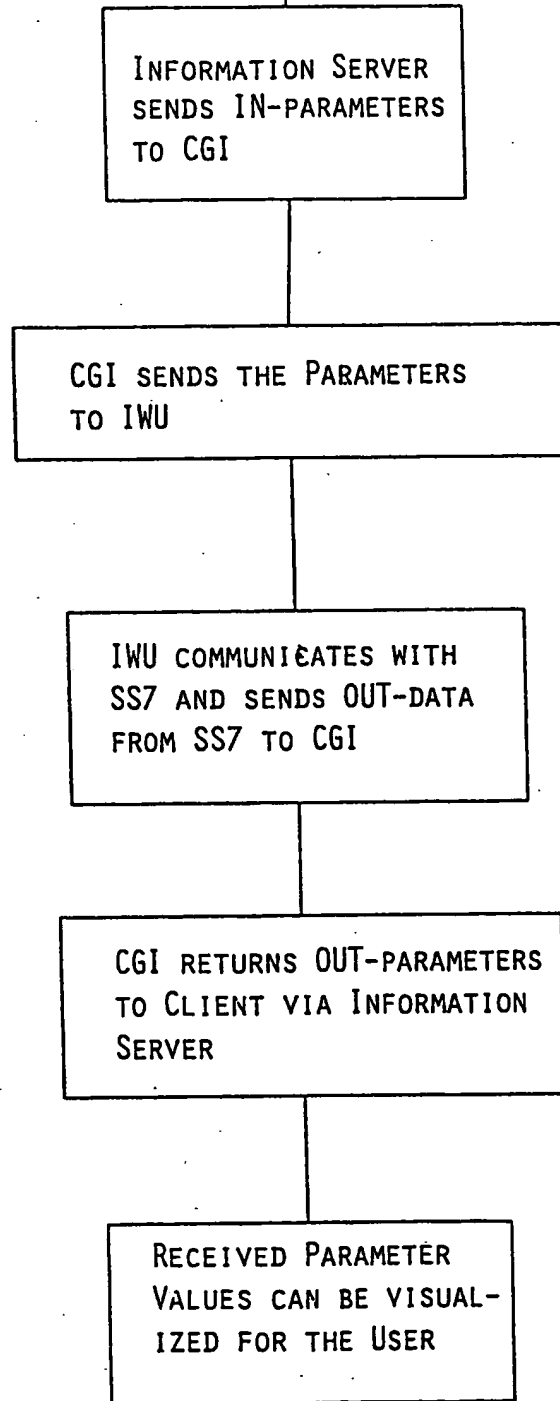 INFORMATION SERVER
SENDS IN-PARAMETERS
TO CGI
CGI SENDS THE PARAMETERS
TO IWU
IWU COMMUNICATES WITH
SS7 AND SENDS OUT-DATA
FROM SS7 TO CGI
CGI RETURNS OUT-PARAMETERS
TO CLIENT VIA INFORMATION
SERVER
RECEIVED PARAMETER
VALUES CAN BE VISUAL-
IZED FOR THE USER